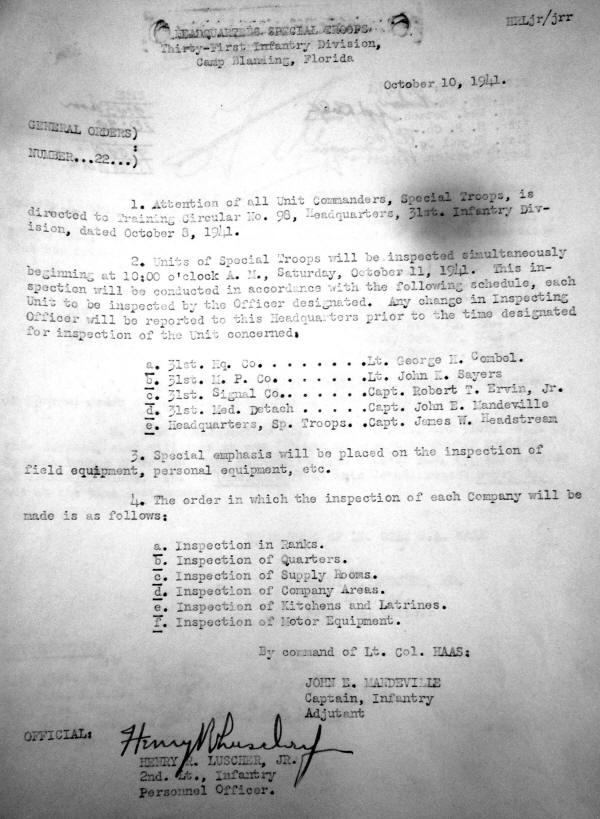 HRLjr/jrr
HEADQUARTERS SPECIAL TROOPS
Thirty-First Infantry Division,
Camp Blanding, Florida
October 10, 1941.
GENERAL ORDERS)
:
NUMBER...22...)
1. Attention of all Unit Commanders, Special Troops, is
directed to Training Circular No. 98, Headquarters, 31st. Infantry Div-
ision, dated October 8, 1941.
2. Units of Special Troops will be inspected simultaneously
beginning at 10:00 o'clock A. M., Saturday, October 11, 1941. This in-
spection will be conducted in accordance with the following schedule, each
Unit to be inspected by the Officer designated. Any change in Inspecting
Officer will be reported to this Headquarters prior to the time designated
for inspection of the Unit concerned:
a. 31st. Hq. Co. . . . . . . . .Lt. George H. Combel.
b. 31st. M. P. Co. . . . . . . .Lt. John K. Sayers
c. 31st. Signal Co. . . . . . .Capt. Robert T. Ervin, Jr.
d. 31st. Med. Detach . . . . . .Capt. John E. Mandeville
e. Headquarters, Sp. Troops. .Capt. James W. Headstream
3. Special emphasis will be placed on the inspection of
field equipment, personal equipment, etc.
4. The order in which the inspection of each Company will be
made is as follows:
a. Inspection in Ranks.
b. Inspection of Quarters.
c. Inspection of Supply Rooms.
d. Inspection of Company Areas.
e. Inspection of Kitchens and Latrines.
f. Inspection of Motor Equipment.
By command of Lt. Col. HAAS:
JOHN E. MANDEVILLE
Captain, Infantry
Adjutant
OFFICIAL:
Henry R Luscher Jr
HENRY R. LUSCHER, JR.
2nd. Lt., Infantry
Personnel Officer.